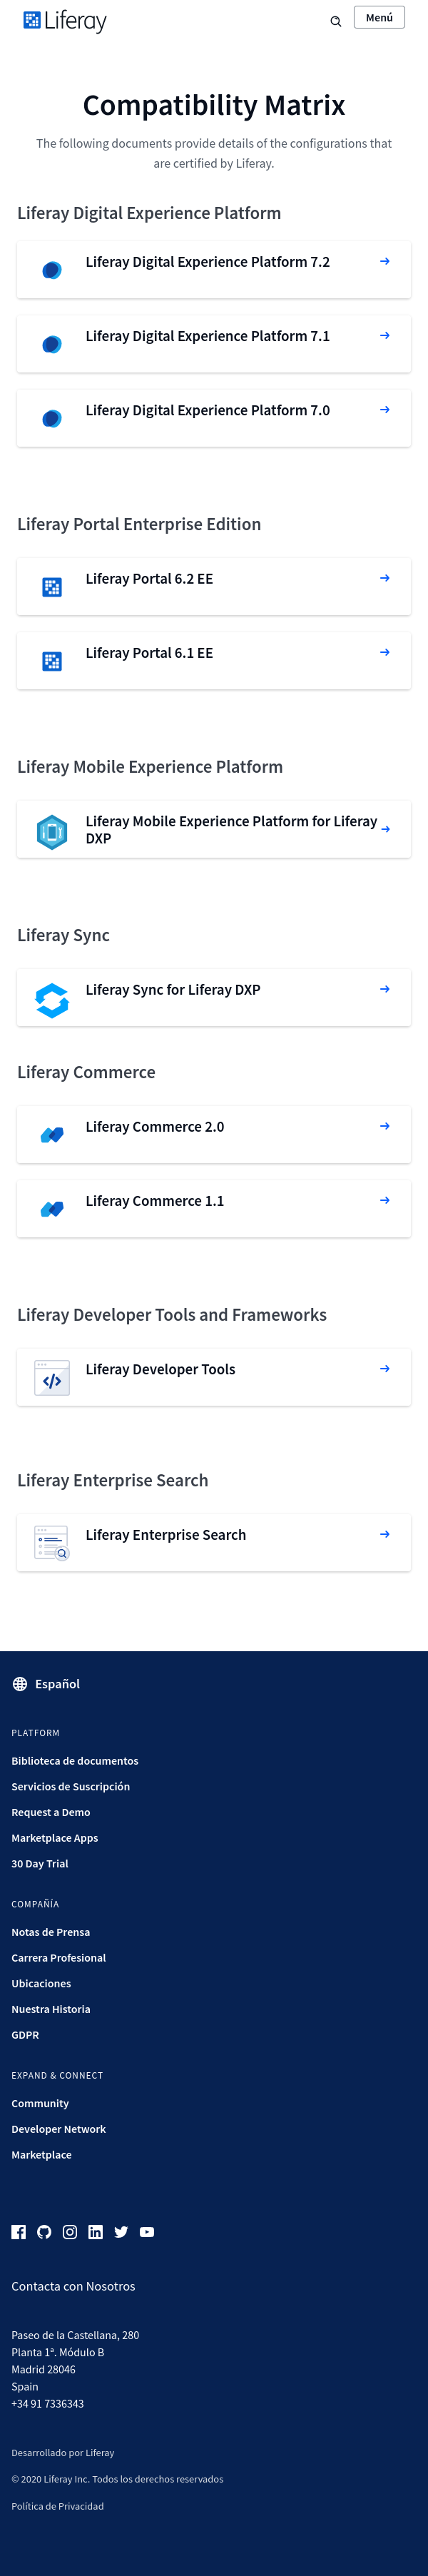 Liferay
Menú
Compatibility Matrix
The following documents provide details of the configurations that
are certified by Liferay.
Liferay Digital Experience Platform
Liferay Digital Experience Platform 7.2
Liferay Digital Experience Platform 7.1
Liferay Digital Experience Platform 7.0
Liferay Portal Enterprise Edition
Liferay Portal 6.2 EE
Liferay Portal 6.1 EE
Liferay Mobile Experience Platform
Liferay Mobile Experience Platform for Liferay
DXP
Liferay Sync
Liferay Sync for Liferay DXP
Liferay Commerce
Liferay Commerce 2.0
Liferay Commerce 1.1
Liferay Developer Tools and Frameworks
Liferay Developer Tools
Liferay Enterprise Search
Liferay Enterprise Search
Español
PLATFORM
Biblioteca de documentos
Servicios de Suscripción
Request a Demo
Marketplace Apps
30 Day Trial
COMPAÑÍA
Notas de Prensa
Carrera Profesional
Ubicaciones
Nuestra Historia
GDPR
EXPAND & CONNECT
Community
Developer Network
Marketplace
Contacta con Nosotros
Paseo de la Castellana, 280
Planta 1ª. Módulo B
Madrid 28046
Spain
+34 91 7336343
Desarrollado por Liferay
© 2020 Liferay Inc. Todos los derechos reservados
Política de Privacidad